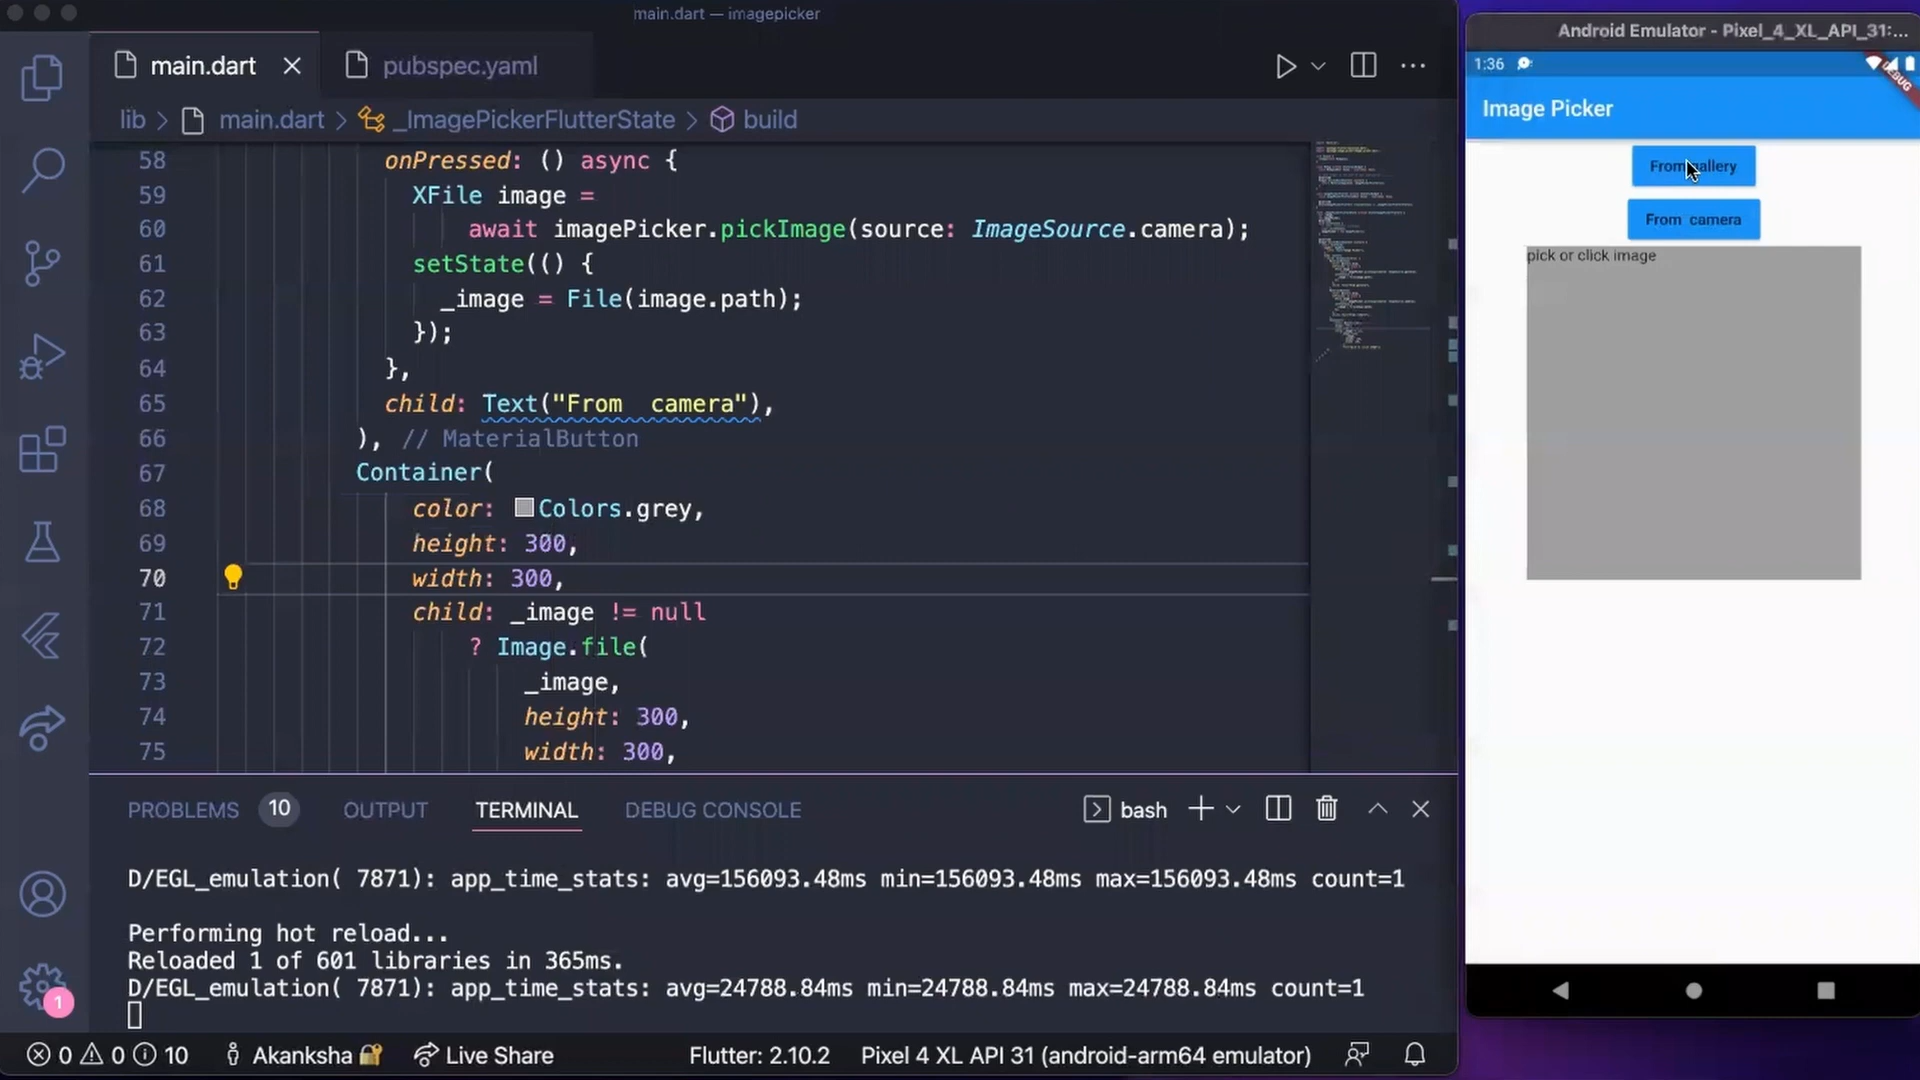 main.dart — imagepicker
main.dart
pubspec.yaml
lib > main.dart > _ImagePickerFlutterState > build
58 onPressed: () async {
59 XFile image =
60 await imagePicker.pickImage(source: ImageSource.camera);
61 setState(() {
62 _image = File(image.path);
63 });
64 },
65 child: Text("From  camera"),
66 ), // MaterialButton
67 Container(
68 color: Colors.grey,
69 height: 300,
70 width: 300,
71 child: _image != null
72 ? Image.file(
73 _image,
74 height: 300,
75 width: 300,
PROBLEMS 10 OUTPUT TERMINAL DEBUG CONSOLE bash
D/EGL_emulation( 7871): app_time_stats: avg=156093.48ms min=156093.48ms max=156093.48ms count=1
Performing hot reload...
Reloaded 1 of 601 libraries in 365ms.
D/EGL_emulation( 7871): app_time_stats: avg=24788.84ms min=24788.84ms max=24788.84ms count=1
1
0 0 10 Akanksha Live Share Flutter: 2.10.2 Pixel 4 XL API 31 (android-arm64 emulator)
Android Emulator - Pixel_4_XL_API_31:...
1:36
DEBUG
Image Picker
From gallery
From  camera
pick or click image